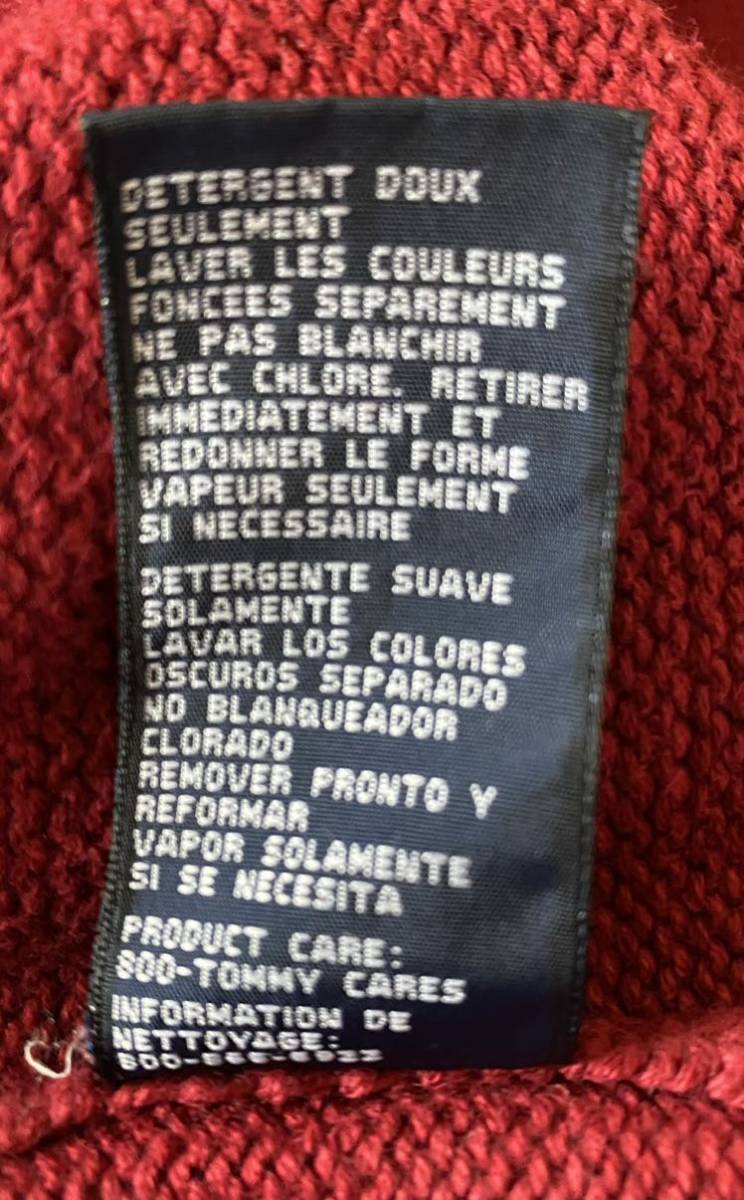 DETERGENT DOUX
SEULEMENT
LAVER LES COULEURS
FONCEES SEPAREMENT
NE PAS BLANCHIR
AVEC CHLORE. RETIRER
IMMEDIATEMENT ET
REDONNER LE FORME
VAPEUR SEULEMENT
SI NECESSAIRE
DETERGENTE SUAVE
SOLAMENTE
LAVAR LOS COLORES
OSCUROS SEPARADO
NO BLANQUEADOR
CLORADO
REMOVER PRONTO Y
REFORMAR
VAPOR SOLAMENTE
SI SE NECESITA
PRODUCT CARE:
800-TOMMY CARES
INFORMATION DE
NETTOYAGE: